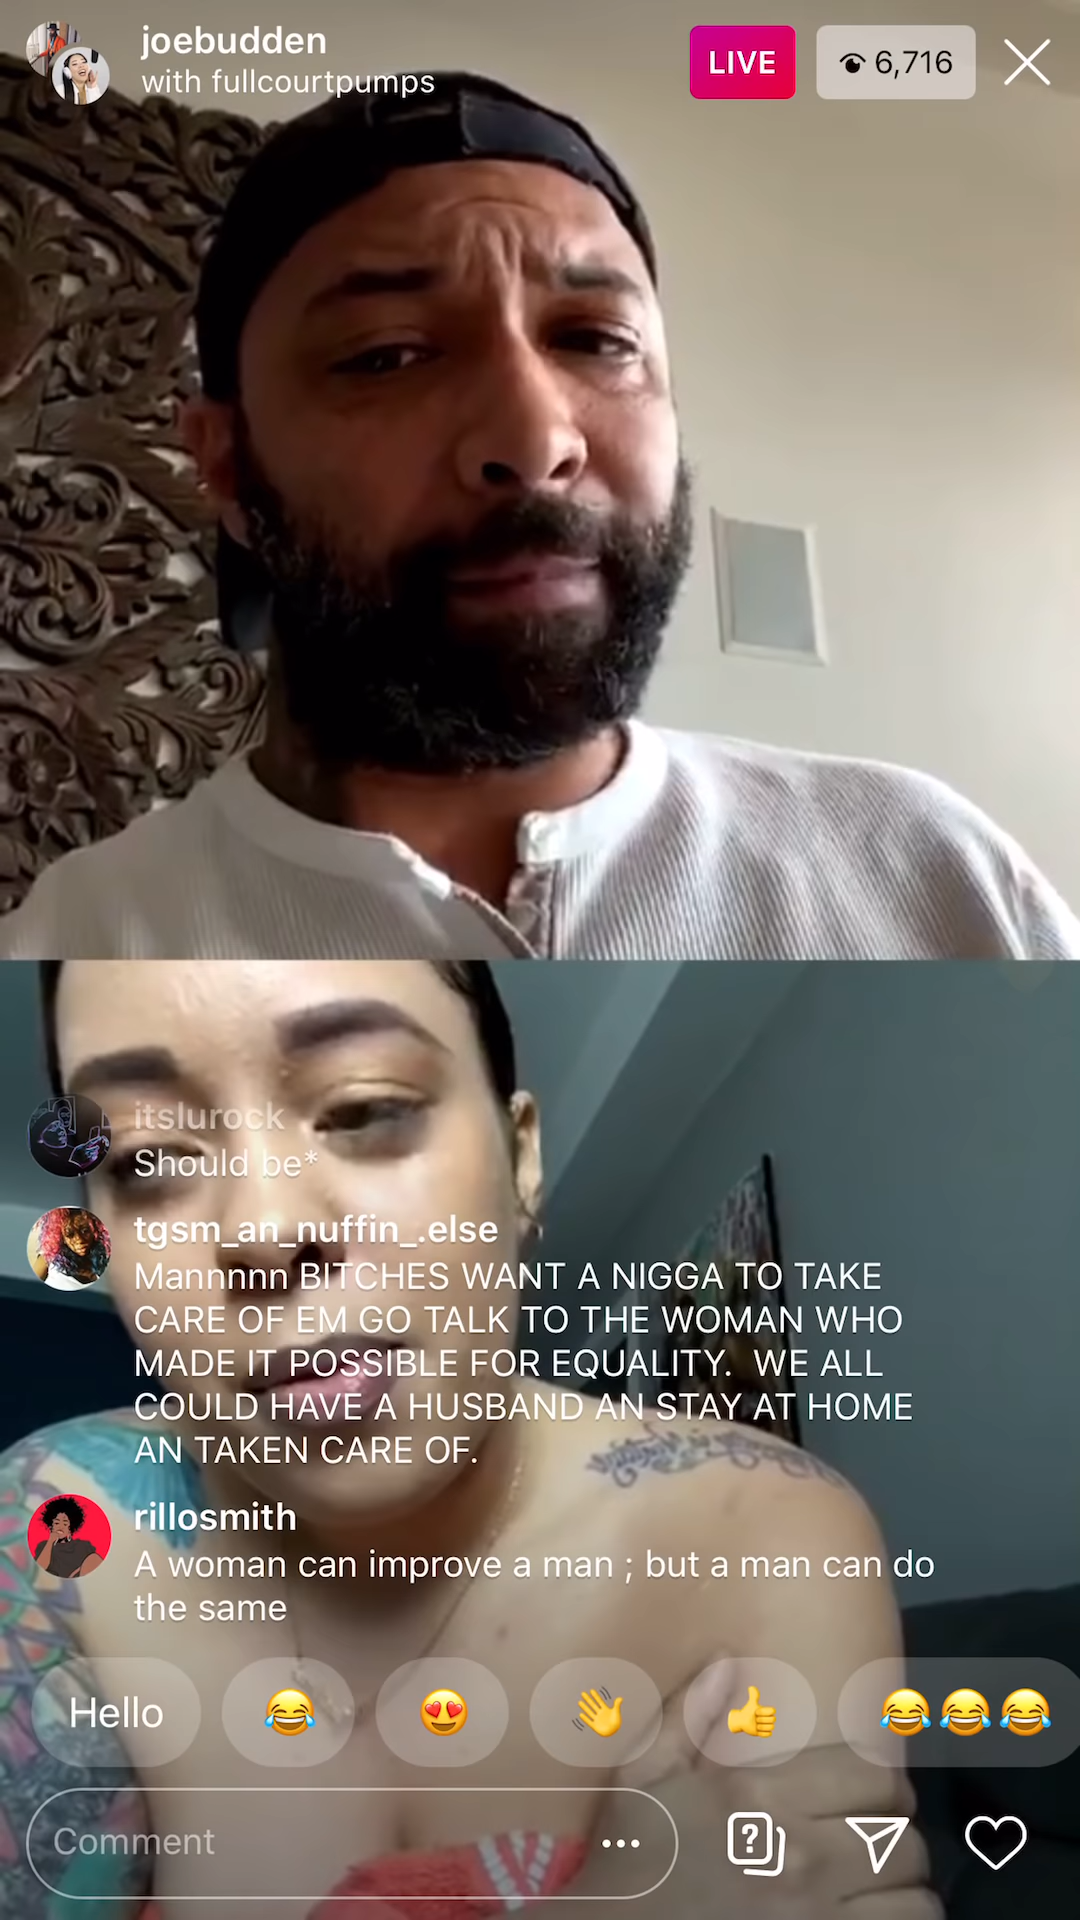 joebudden
with fullcourtpumps
LIVE
6,716
itslurock
Should be*
tgsm_an_nuffin_.else
Mannnnn BITCHES WANT A NIGGA TO TAKE
CARE OF EM GO TALK TO THE WOMAN WHO
MADE IT POSSIBLE FOR EQUALITY.  WE ALL
COULD HAVE A HUSBAND AN STAY AT HOME
AN TAKEN CARE OF.
rillosmith
A woman can improve a man ; but a man can do
the same
Hello 😂 😍 👋 👍 😂😂😂
Comment
?